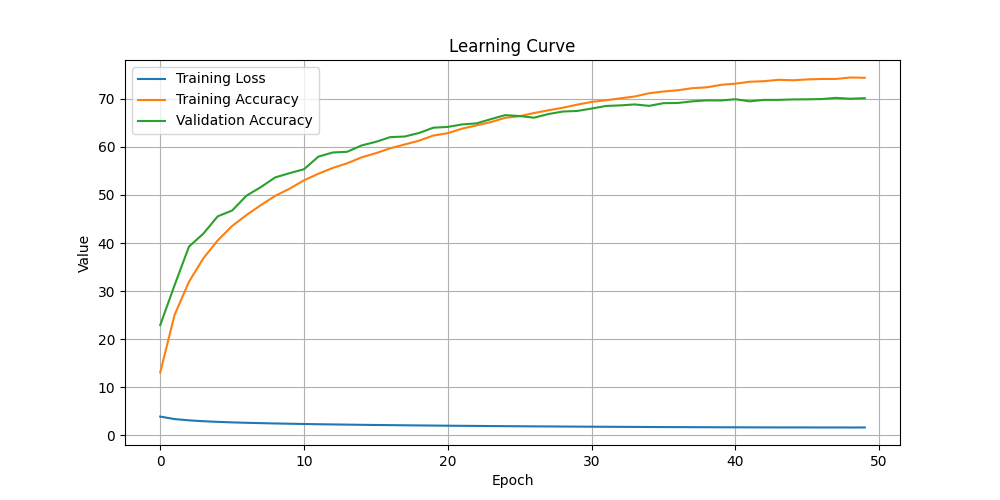 Learning Curve
Training Loss
Training Accuracy
Validation Accuracy
70
60
50
40
30
20
10
0
Value
0 10 20 30 40 50
Epoch